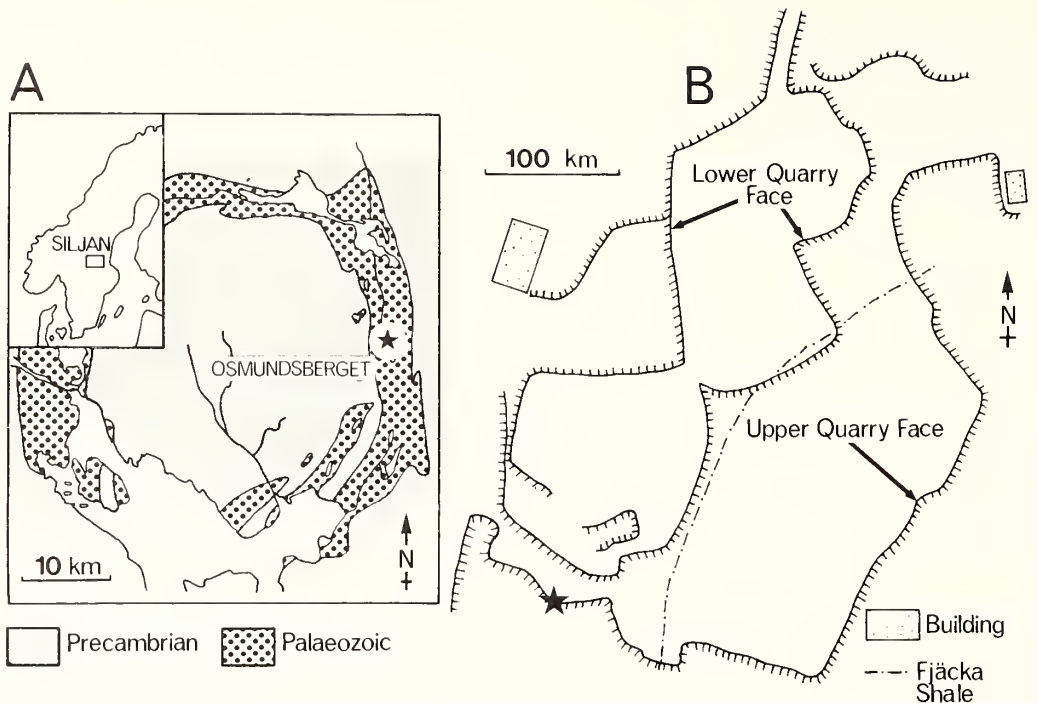 A
SILJAN
OSMUNDSBERGET
N
10 km
Precambrian
Palaeozoic
B
100 km
Lower Quarry
Face
N
Upper Quarry Face
Building
Fjäcka
Shale